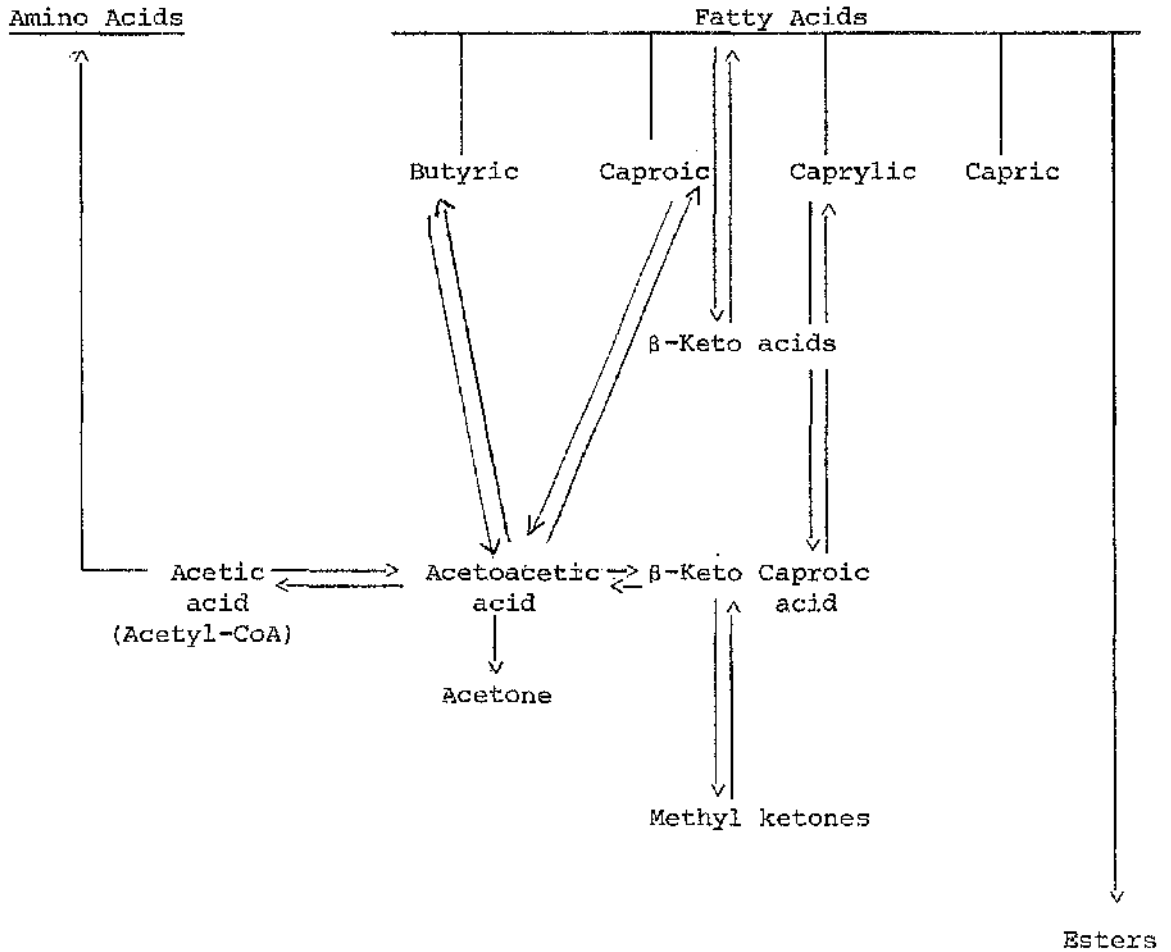 Amino Acids
Fatty Acids
Butyric
Caproic
Caprylic
Capric
β-Keto acids
Acetic
acid
(Acetyl-CoA)
Acetoacetic
acid
β-Keto Caproic
acid
Acetone
Methyl ketones
Esters